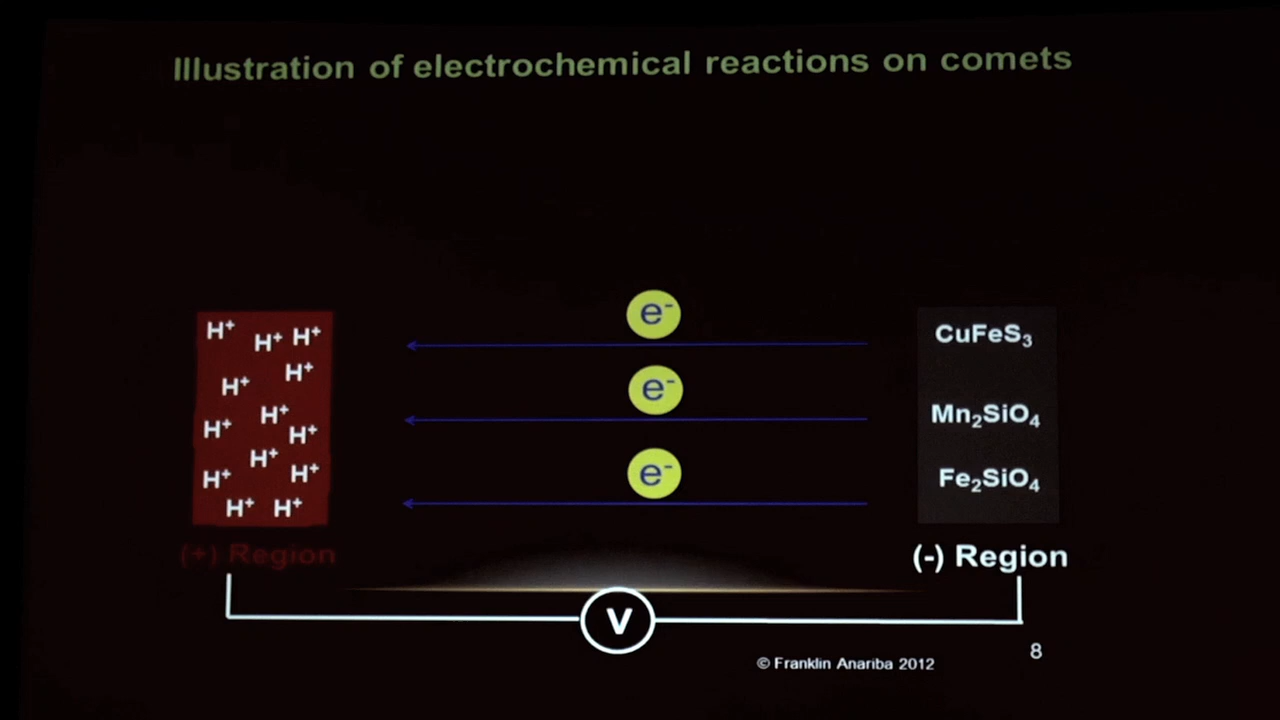 Illustration of electrochemical reactions on comets
H⁺ H⁺ H⁺
H⁺ H⁺
H⁺ H⁺ H⁺
H⁺ H⁺ H⁺
H⁺ H⁺
(+) Region
e⁻
e⁻
e⁻
CuFeS₃
Mn₂SiO₄
Fe₂SiO₄
(-) Region
V
© Franklin Anariba 2012
8